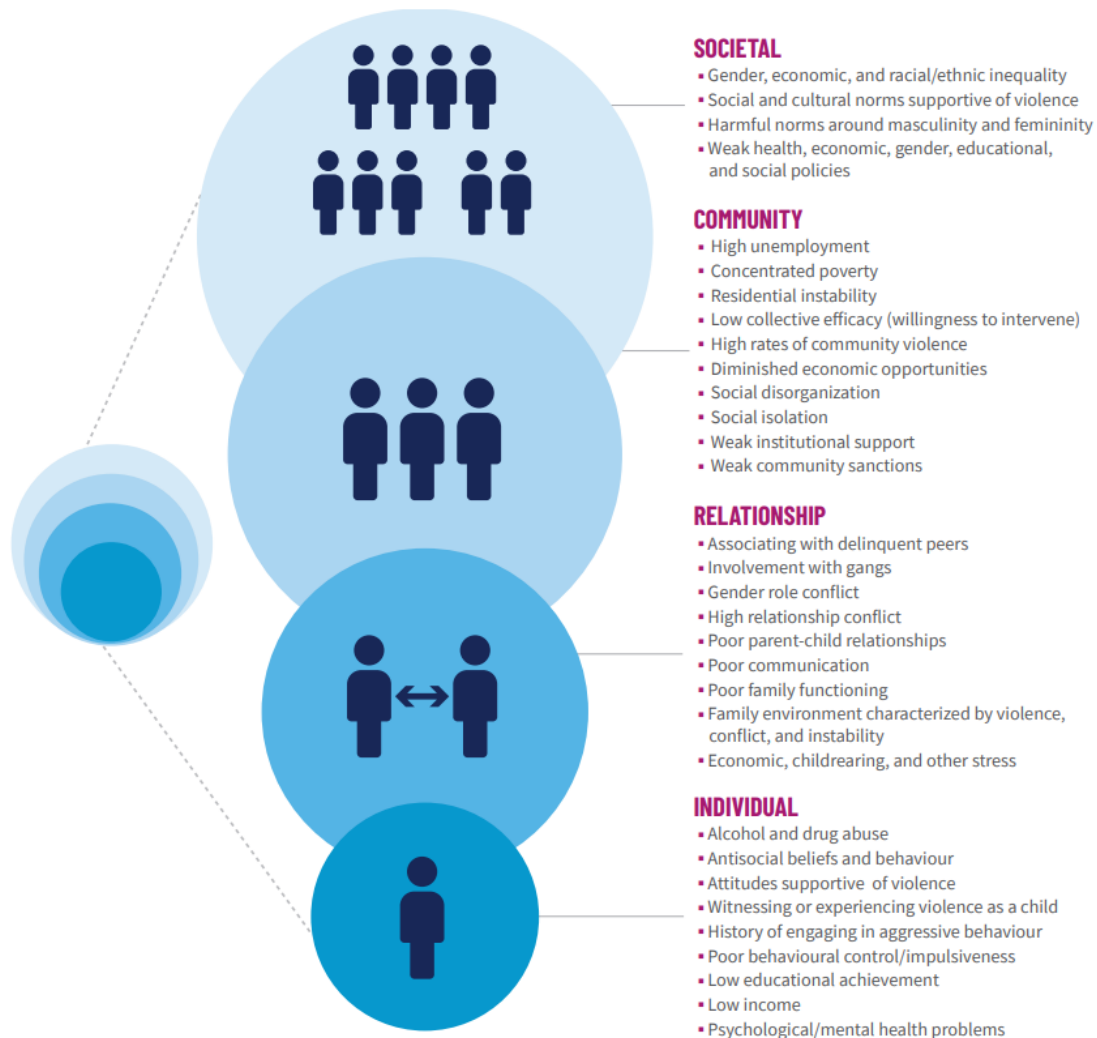 SOCIETAL
▪ Gender, economic, and racial/ethnic inequality
▪ Social and cultural norms supportive of violence
▪ Harmful norms around masculinity and femininity
▪ Weak health, economic, gender, educational,
and social policies
COMMUNITY
▪ High unemployment
▪ Concentrated poverty
▪ Residential instability
▪ Low collective efficacy (willingness to intervene)
▪ High rates of community violence
▪ Diminished economic opportunities
▪ Social disorganization
▪ Social isolation
▪ Weak institutional support
▪ Weak community sanctions
RELATIONSHIP
▪ Associating with delinquent peers
▪ Involvement with gangs
▪ Gender role conflict
▪ High relationship conflict
▪ Poor parent-child relationships
▪ Poor communication
▪ Poor family functioning
▪ Family environment characterized by violence,
conflict, and instability
▪ Economic, childrearing, and other stress
INDIVIDUAL
▪ Alcohol and drug abuse
▪ Antisocial beliefs and behaviour
▪ Attitudes supportive of violence
▪ Witnessing or experiencing violence as a child
▪ History of engaging in aggressive behaviour
▪ Poor behavioural control/impulsiveness
▪ Low educational achievement
▪ Low income
▪ Psychological/mental health problems